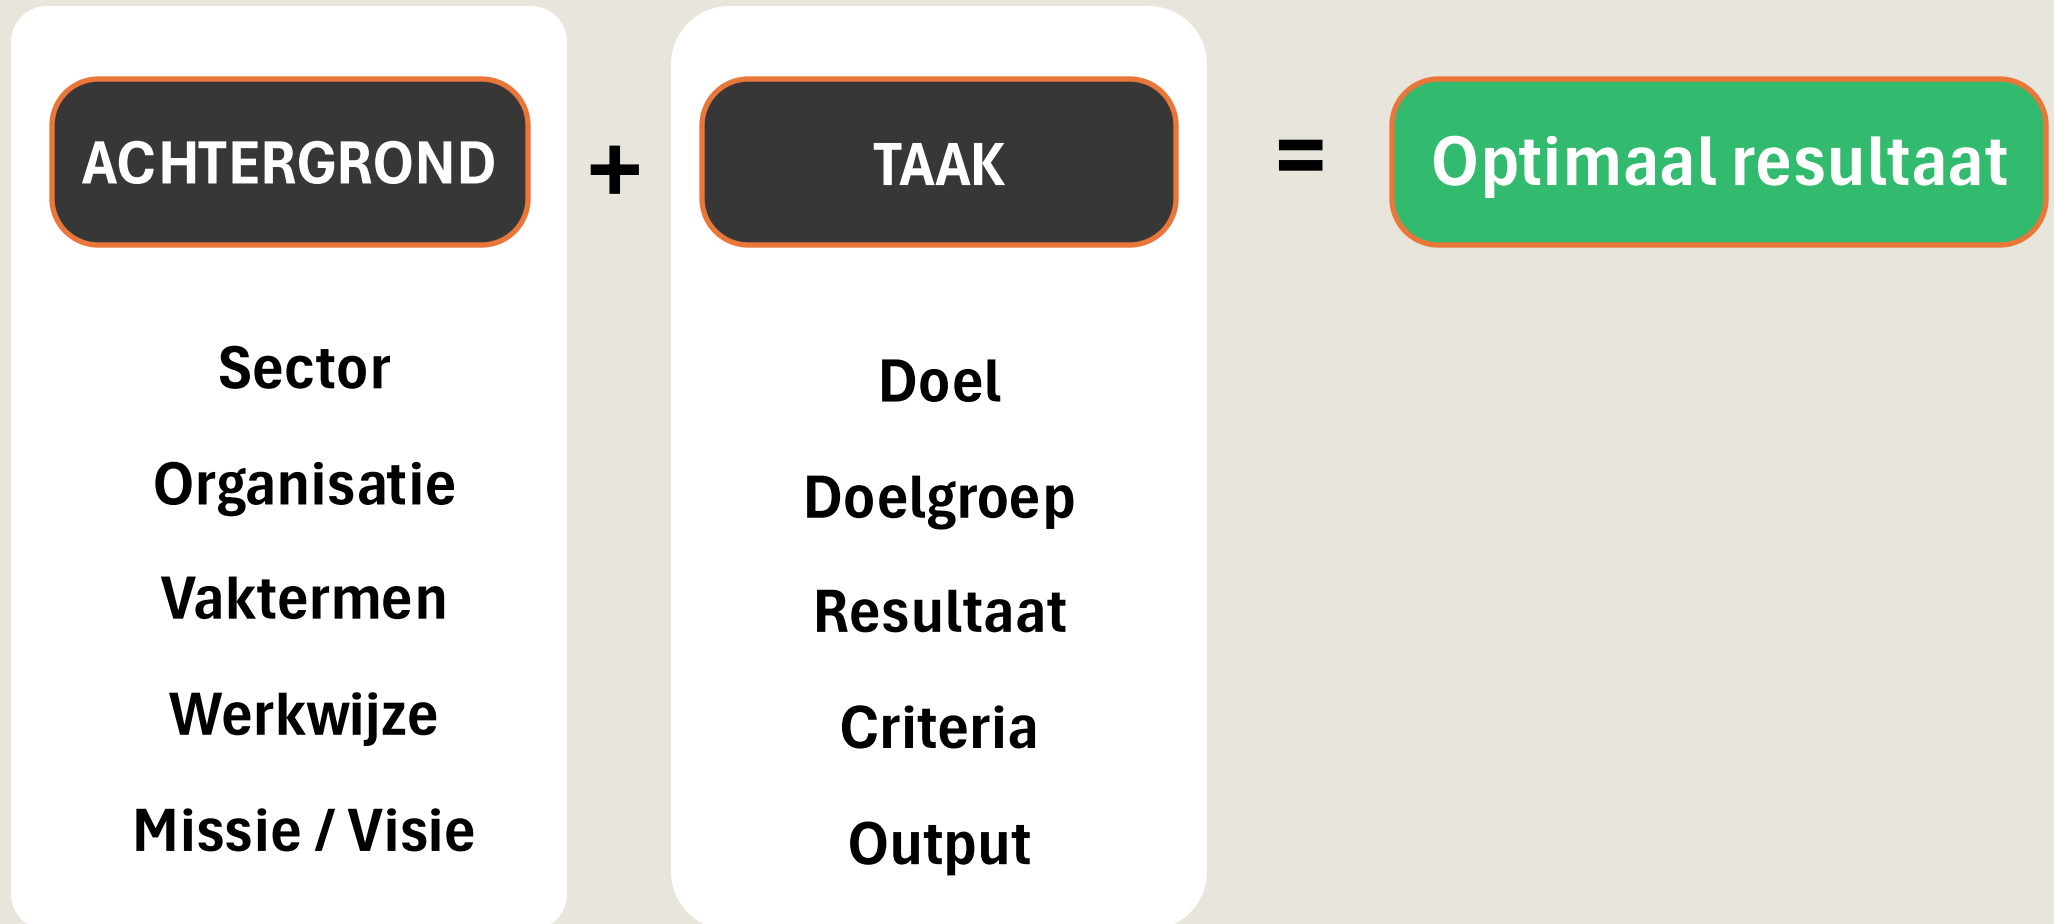 ACHTERGROND
Sector
Organisatie
Vaktermen
Werkwijze
Missie / Visie
+
TAAK
Doel
Doelgroep
Resultaat
Criteria
Output
=
Optimaal resultaat